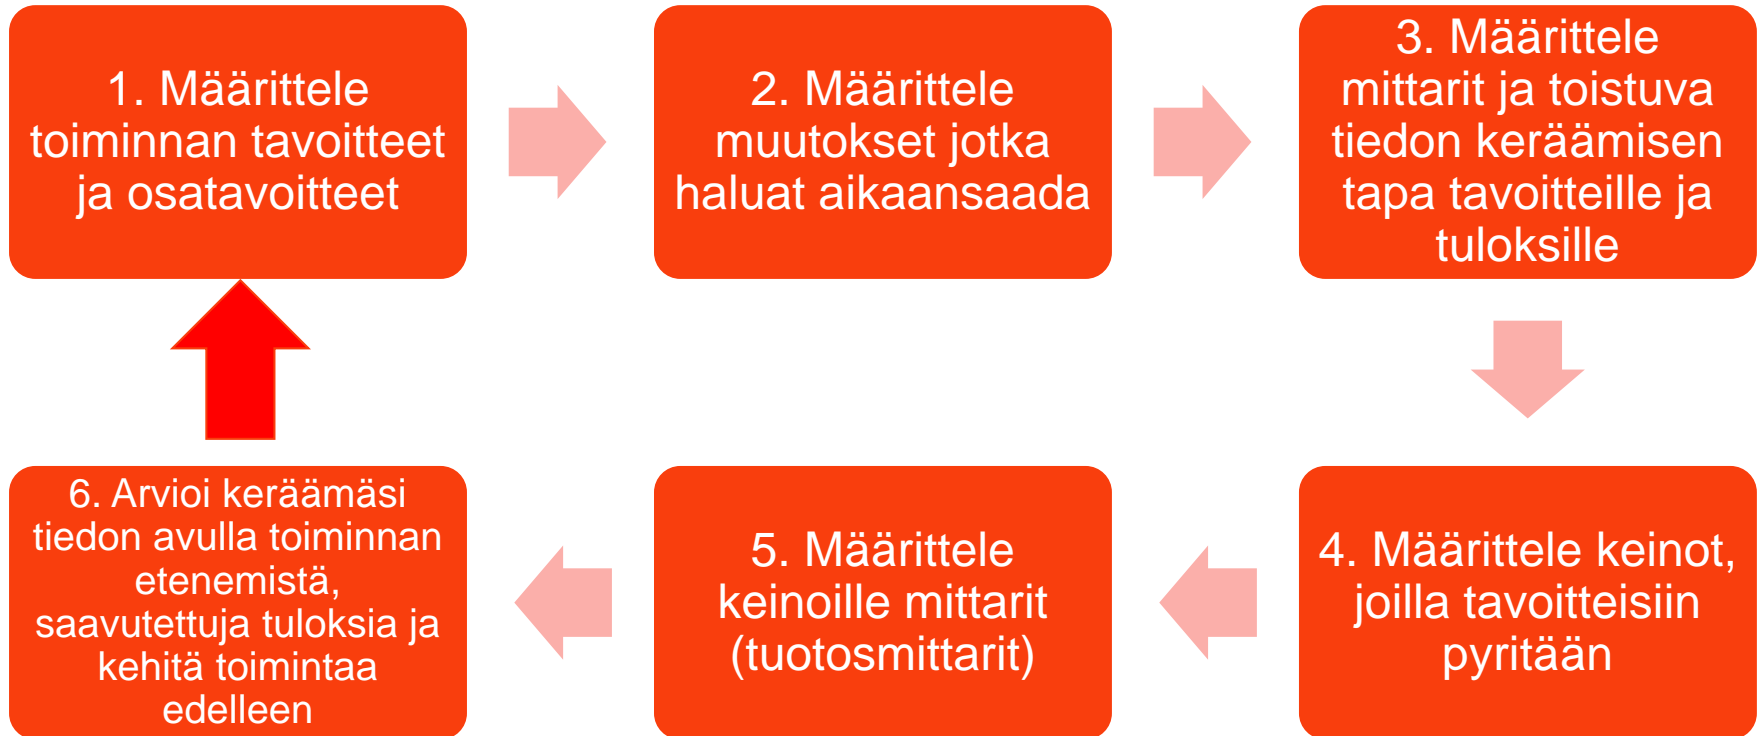 1. Määrittele
toiminnan tavoitteet
ja osatavoitteet
2. Määrittele
muutokset jotka
haluat aikaansaada
3. Määrittele
mittarit ja toistuva
tiedon keräämisen
tapa tavoitteille ja
tuloksille
4. Määrittele keinot,
joilla tavoitteisiin
pyritään
5. Määrittele
keinoille mittarit
(tuotosmittarit)
6. Arvioi keräämäsi
tiedon avulla toiminnan
etenemistä,
saavutettuja tuloksia ja
kehitä toimintaa
edelleen